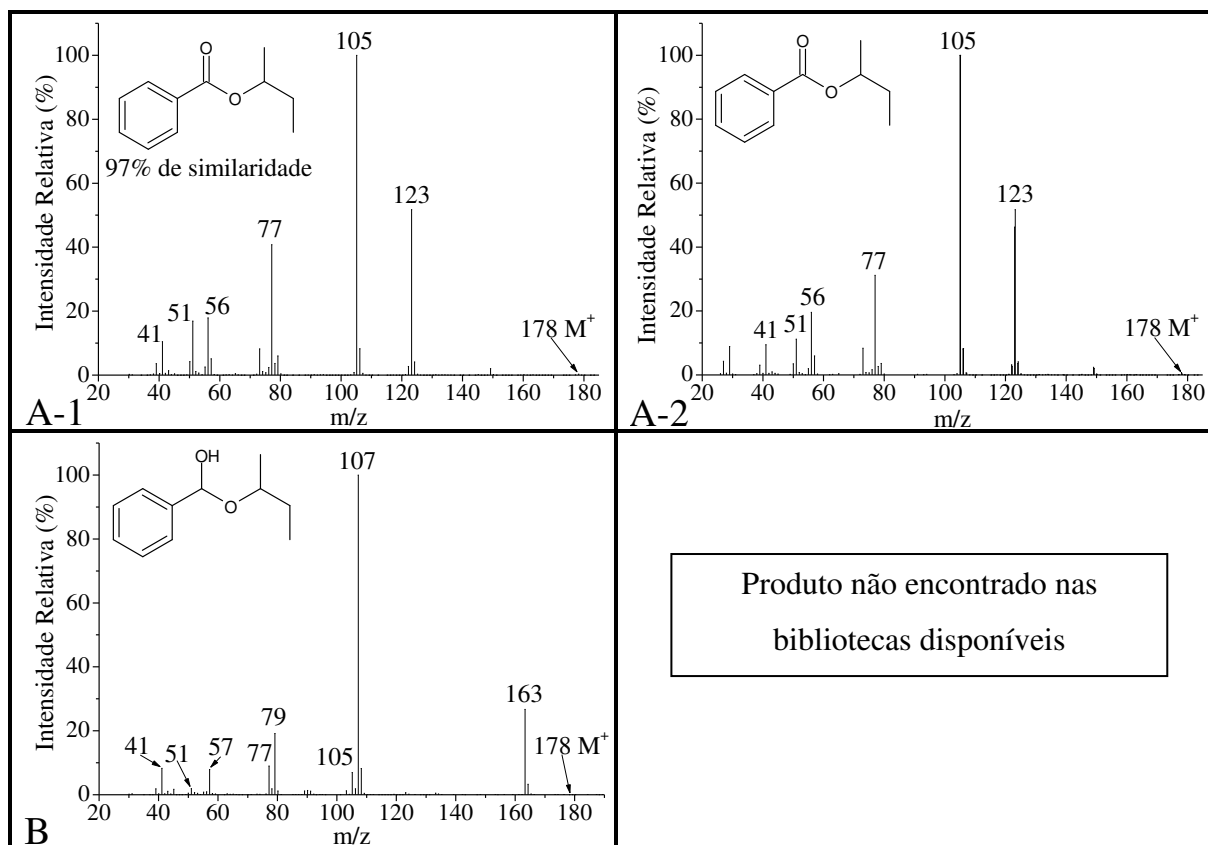 Intensidade Relativa (%)
100
80
60
40
20
0
O
O
97% de similaridade
41
51
56
77
105
123
178 M+
20 40 60 80 100 120 140 160 180
m/z
A-1
Intensidade Relativa (%)
100
80
60
40
20
0
O
O
41
51
56
77
105
123
178 M+
20 40 60 80 100 120 140 160 180
m/z
A-2
Intensidade Relativa (%)
100
80
60
40
20
0
OH
O
41
51
57
77
79
105
107
163
178 M+
20 40 60 80 100 120 140 160 180
m/z
B
Produto não encontrado nas
bibliotecas disponíveis